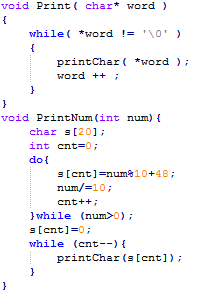 void Print( char* word )
{
    while( *word != '\0' )
    {
        printChar( *word );
        word ++ ;
    }
}
void PrintNum(int num){
    char s[20];
    int cnt=0;
    do{
        s[cnt]=num%10+48;
        num/=10;
        cnt++;
    }while (num>0);
    s[cnt]=0;
    while (cnt--){
        printChar(s[cnt]);
    }
}